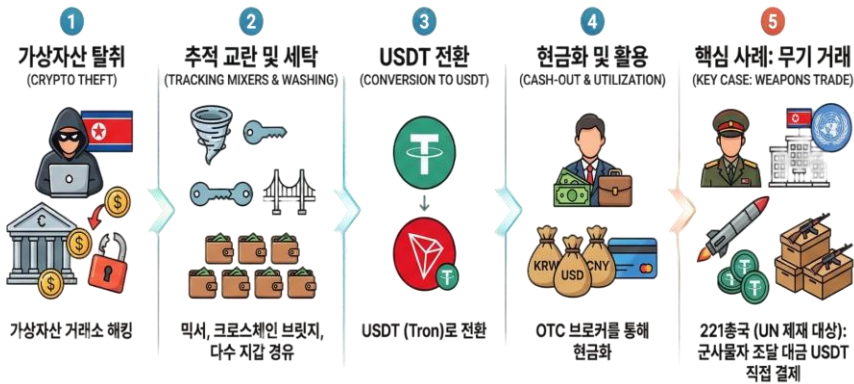 1
가상자산 탈취
(CRYPTO THEFT)
가상자산 거래소 해킹
2
추적 교란 및 세탁
(TRACKING MIXERS & WASHING)
믹서, 크로스체인 브릿지,
다수 지갑 경유
3
USDT 전환
(CONVERSION TO USDT)
USDT (Tron)로 전환
4
현금화 및 활용
(CASH-OUT & UTILIZATION)
KRW
USD
CNY
OTC 브로커를 통해
현금화
5
핵심 사례: 무기 거래
(KEY CASE: WEAPONS TRADE)
221총국 (UN 제재 대상):
군사물자 조달 대금 USDT
직접 결제